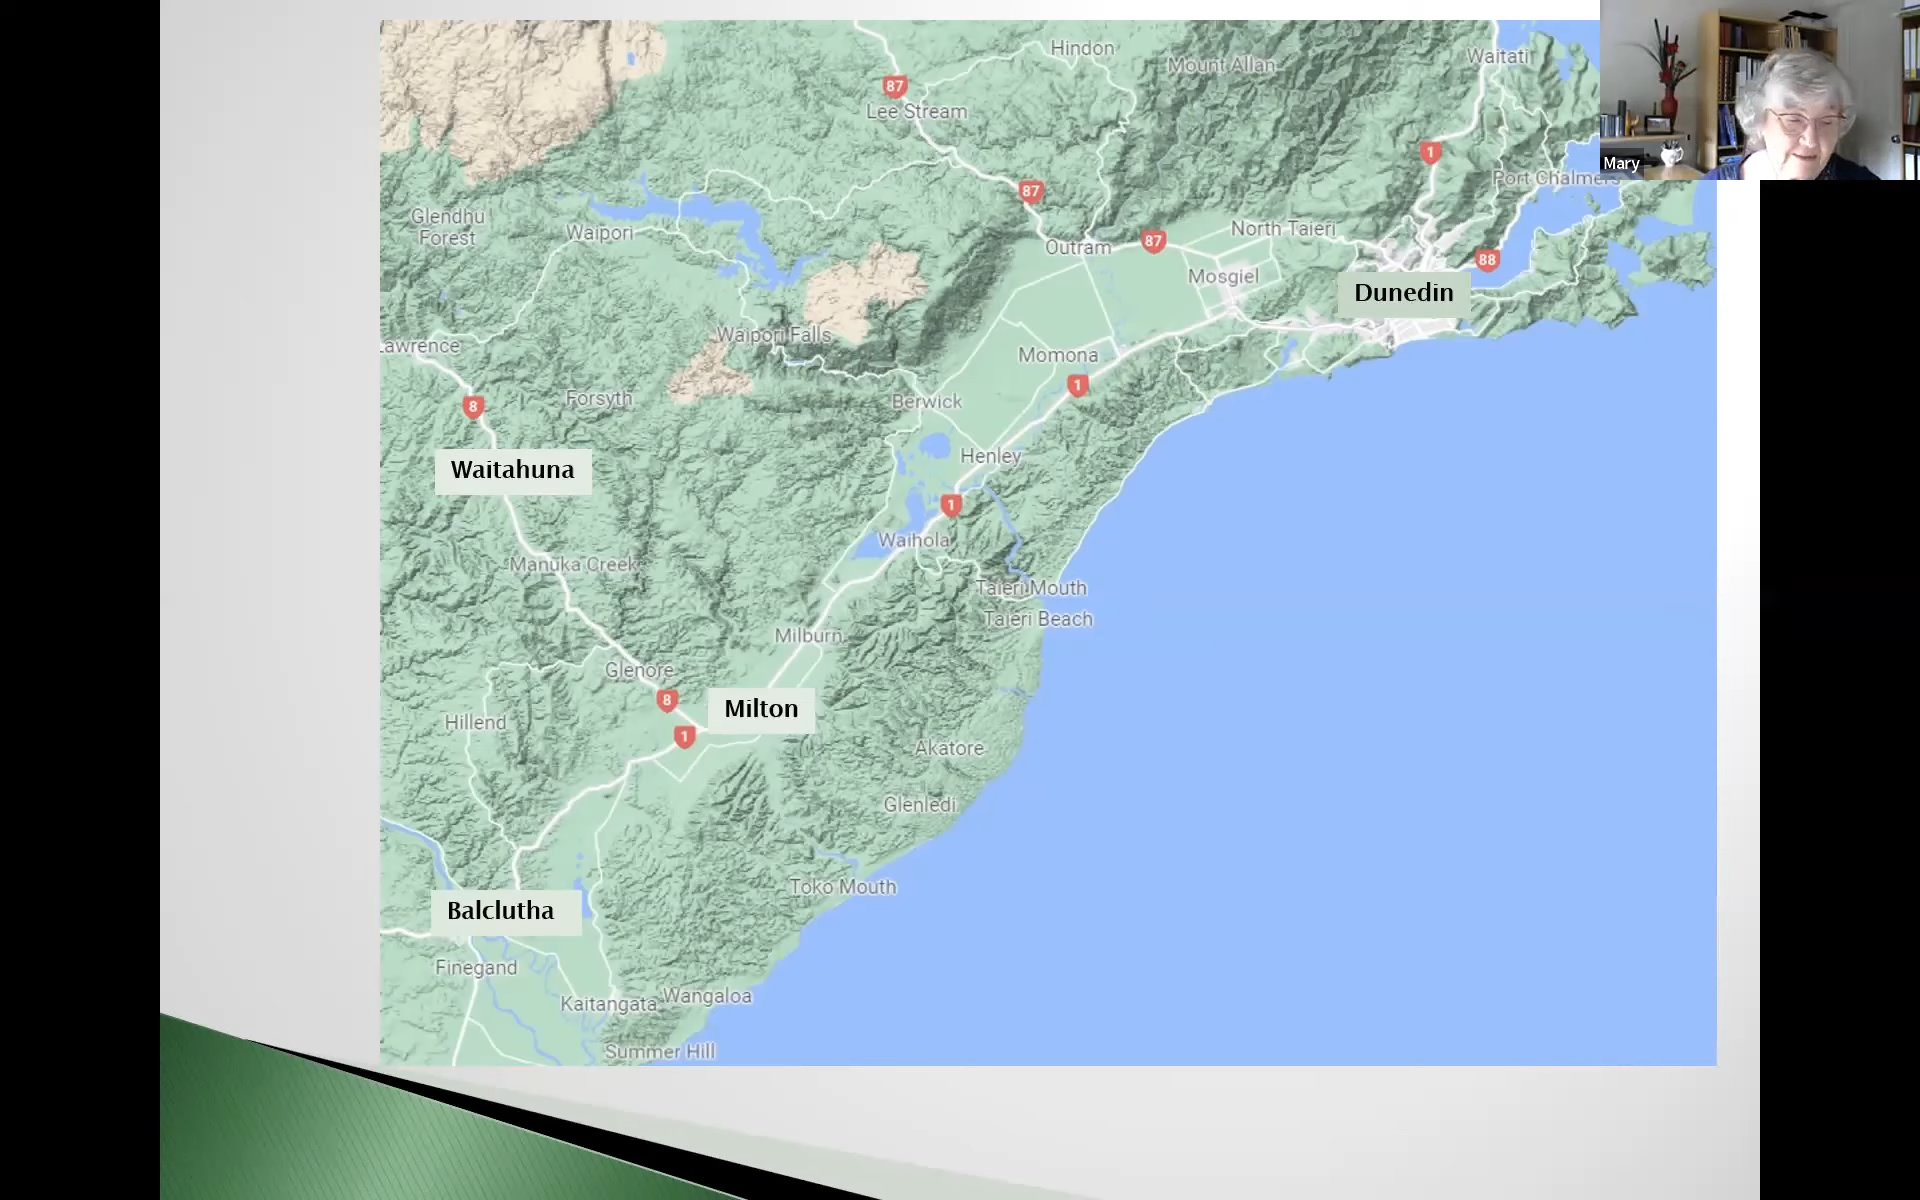 Hindon
Mount Allan
Waitati
87
Lee Stream
1
Mary
Port Chalmers
87
Glendhu
Forest
Waipori
Outram
87
North Taieri
88
Mosgiel
Dunedin
Waipori Falls
Lawrence
Momona
1
8
Forsyth
Berwick
Waitahuna
Henley
1
Waihola
Manuka Creek
Taieri Mouth
Taieri Beach
Milburn
Glenore
8
Milton
Hillend
1
Akatore
Glenledi
Toko Mouth
Balclutha
Finegand
Kaitangata
Wangaloa
Summer Hill